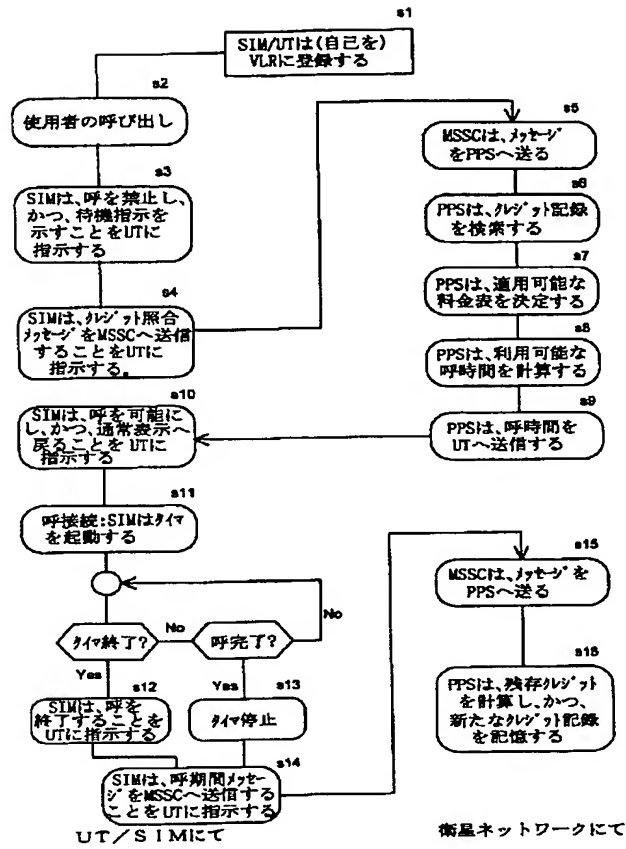 s1
SIM/UTは(自己を)
VLRに登録する
s2
使用者の呼び出し
s3
SIMは、呼を禁止し、
かつ、待機指示を
示すことをUTに
指示する
s4
SIMは、クレジット照合
メッセージをMSSCへ送信
することをUTに
指示する。
s5
MSSCは、メッセージ
をPPSへ送る
s6
PPSは、クレジット記録
を検索する
s7
PPSは、適用可能な
料金表を決定する
s8
PPSは、利用可能な
呼時間を計算する
s9
PPSは、呼時間を
UTへ送信する
s10
SIMは、呼を可能に
し、かつ、通常表示へ
戻ることをUTに
指示する
s11
呼接続:SIMはタイマ
を起動する
タイマ終了?
No
呼完了?
No
Yes
s12
SIMは、呼を
終了することを
UTに指示する
Yes
s13
タイマ停止
s14
SIMは、呼期間メッセー
ジをMSSCへ送信する
ことをUTに指示する
UT/SIMにて
s15
MSSCは、メッセージを
PPSへ送る
s16
PPSは、残存クレジット
を計算し、かつ、
新たなクレジット記録
を記憶する
衛星ネットワークにて